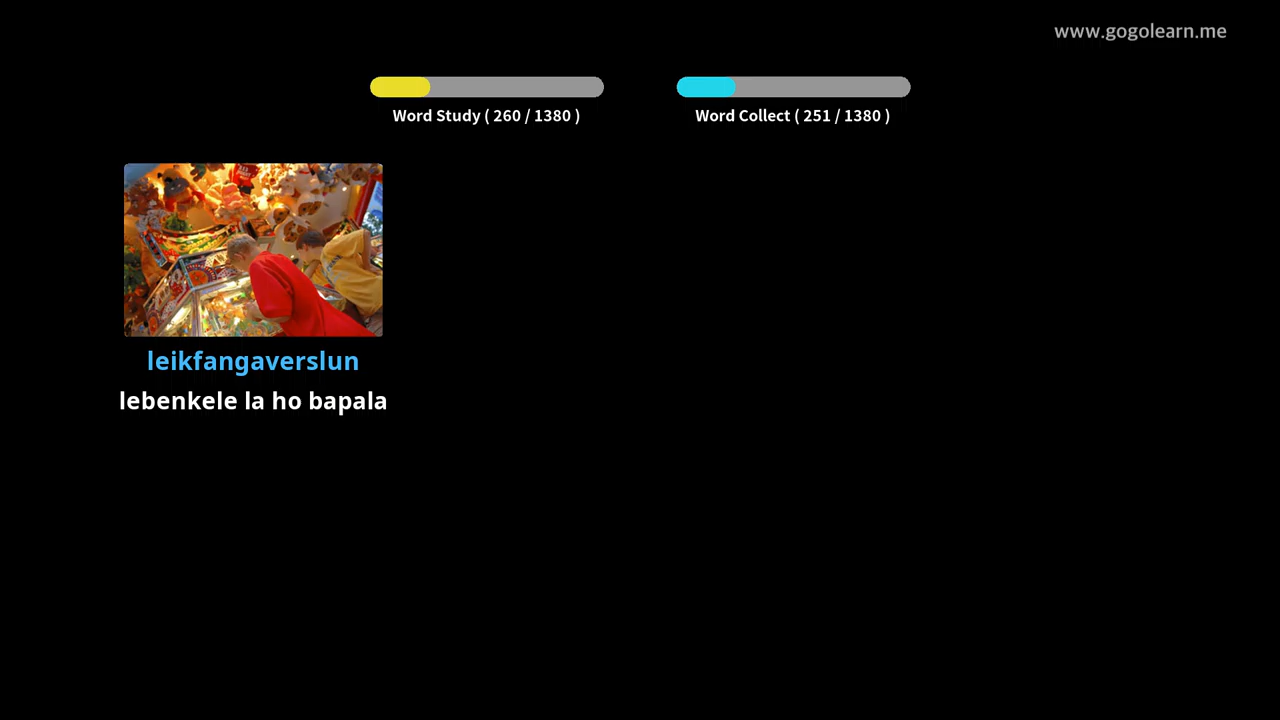 www.gogolearn.me
Word Study ( 260 / 1380 )
Word Collect ( 251 / 1380 )
leikfangaverslun
lebenkele la ho bapala